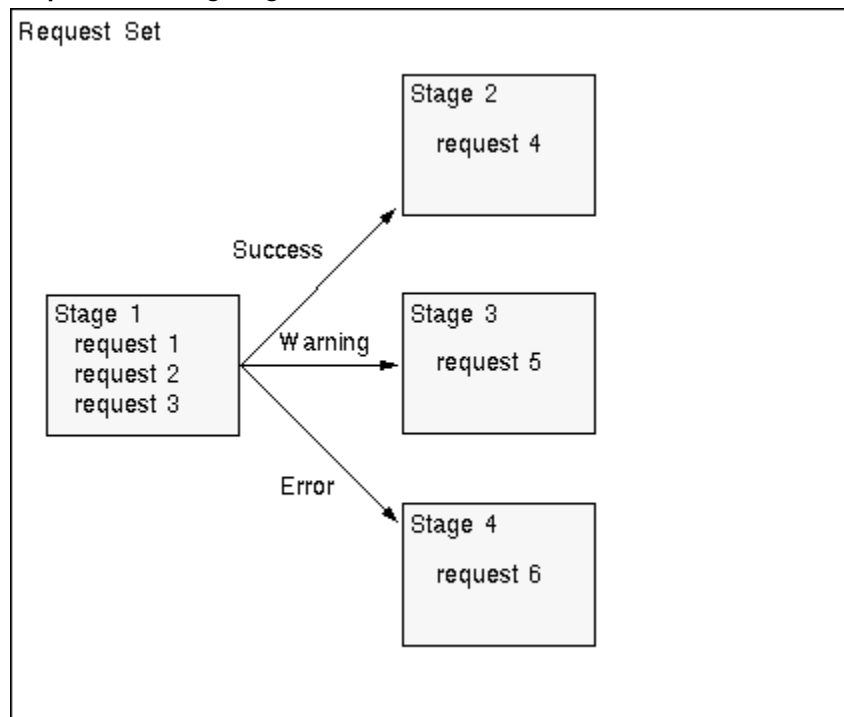 Request Set
Stage 2
request 4
Success
Stage 1
request 1
request 2
request 3
Warning
Stage 3
request 5
Error
Stage 4
request 6